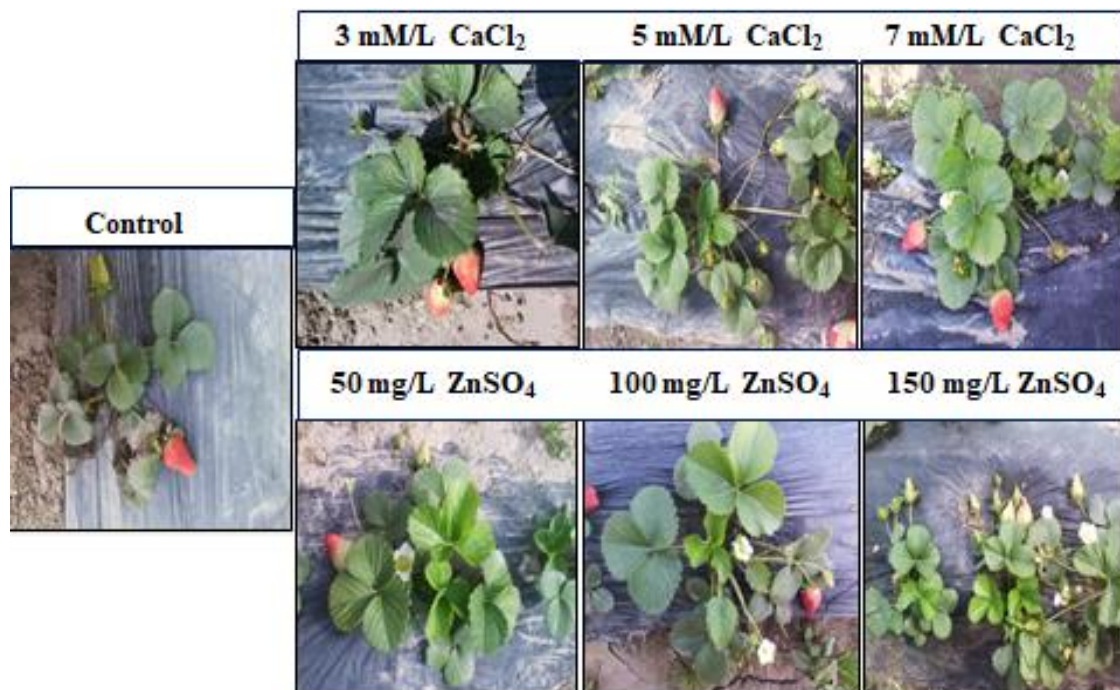 3 mM/L CaCl₂ 5 mM/L CaCl₂ 7 mM/L CaCl₂
Control
50 mg/L ZnSO₄ 100 mg/L ZnSO₄ 150 mg/L ZnSO₄